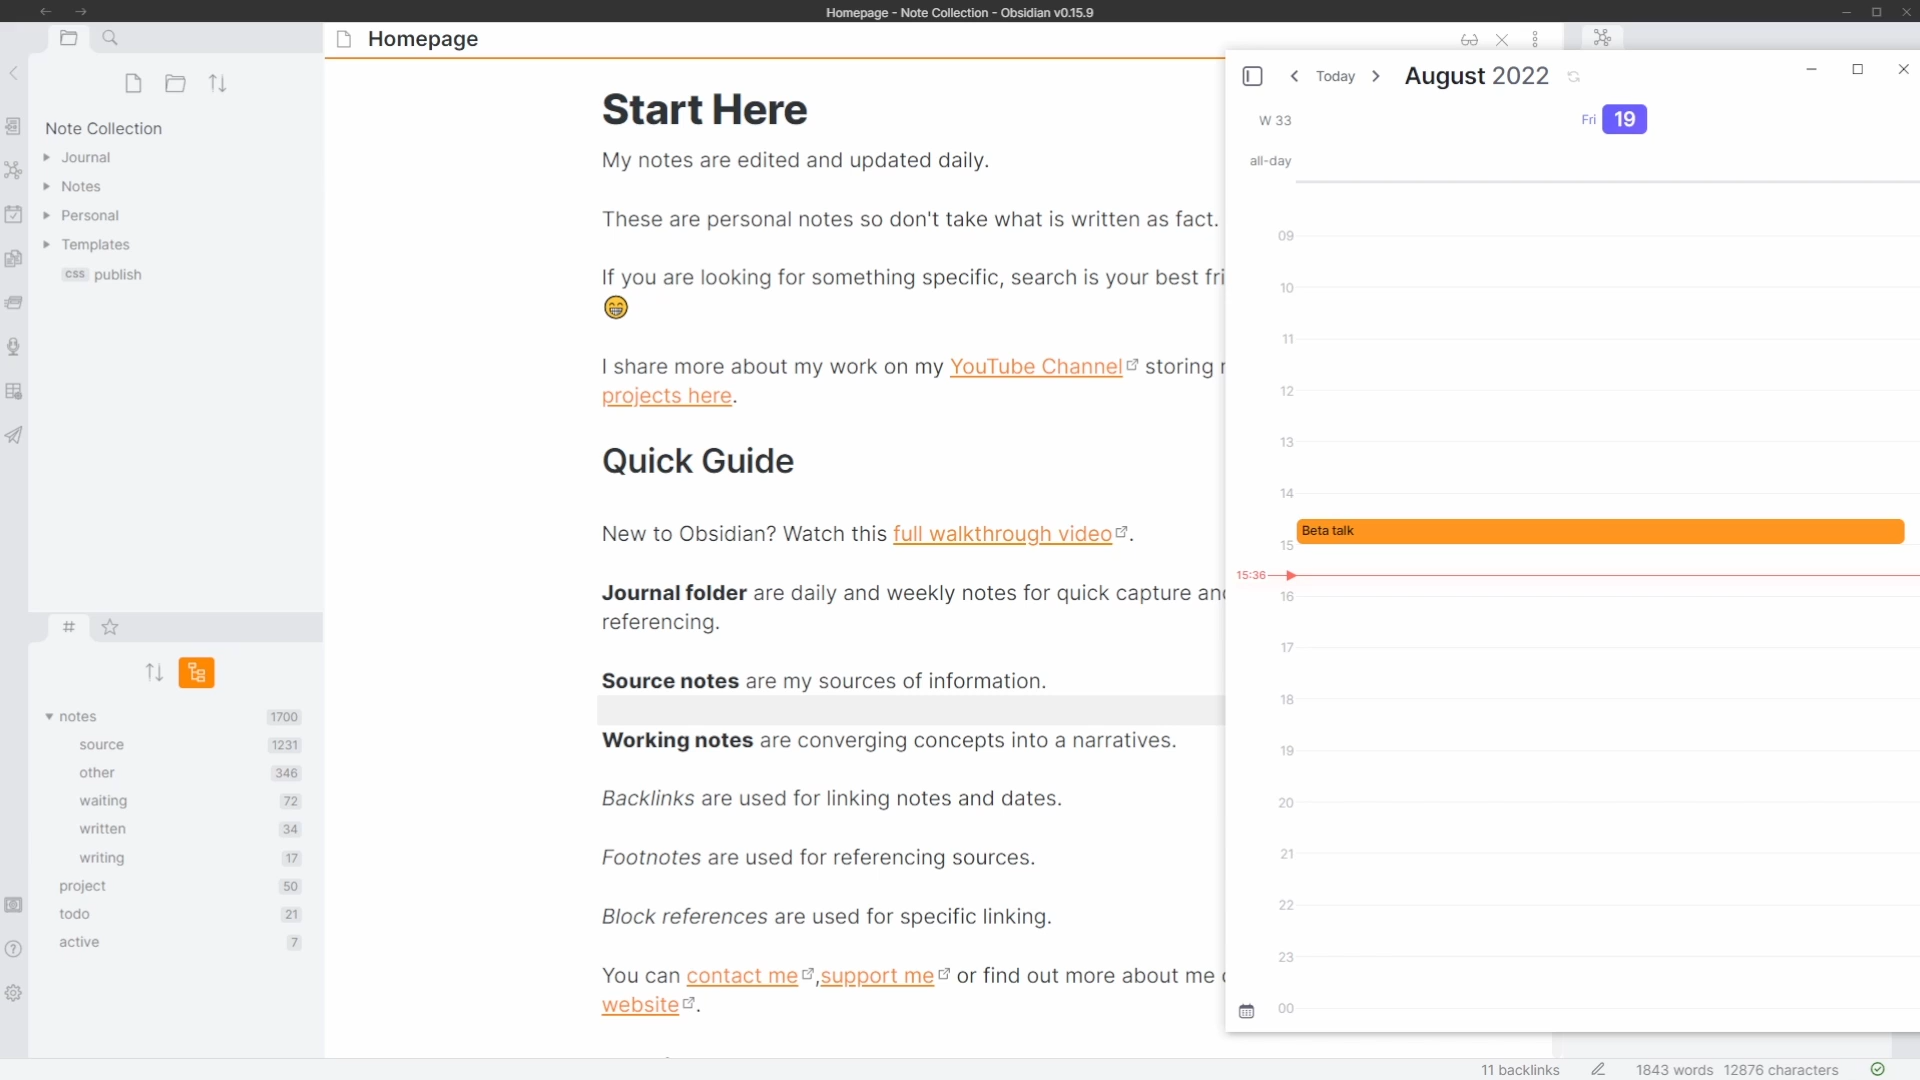 Homepage - Note Collection - Obsidian v0.15.9
Homepage
Note Collection
Journal
Notes
Personal
Templates
css publish
#
notes 1700
source 1231
other 346
waiting 72
written 34
writing 17
project 50
todo 21
active 7
Start Here
My notes are edited and updated daily.
These are personal notes so don't take what is written as fact.
If you are looking for something specific, search is your best fri
I share more about my work on my YouTube Channel storing
projects here.
Quick Guide
New to Obsidian? Watch this full walkthrough video.
Journal folder are daily and weekly notes for quick capture and
referencing.
Source notes are my sources of information.
Working notes are converging concepts into a narratives.
Backlinks are used for linking notes and dates.
Footnotes are used for referencing sources.
Block references are used for specific linking.
You can contact me,support me or find out more about me
website.
Today August 2022
W 33 Fri 19
all-day
09
10
11
12
13
14
Beta talk
15
15:36
16
17
18
19
20
21
22
23
00
11 backlinks 1843 words 12876 characters